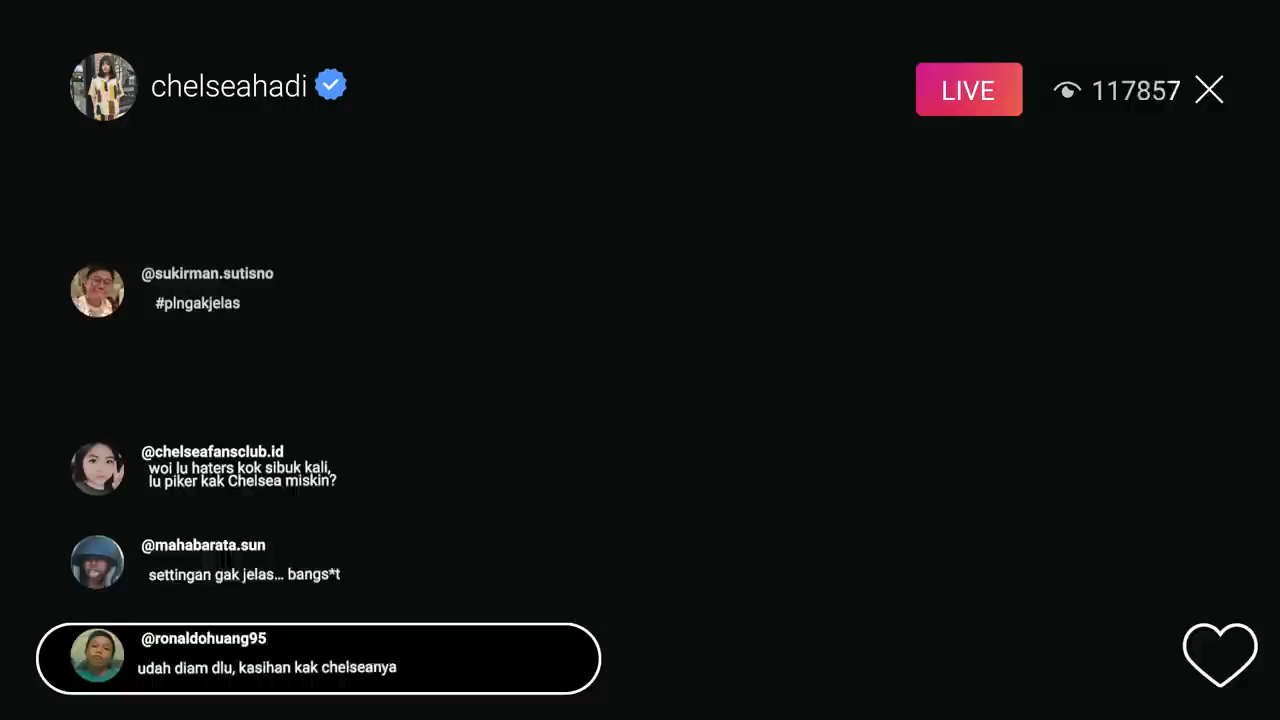 chelseahadi
LIVE
117857
@sukirman.sutisno
#plngakjelas
@chelseafansclub.id
woi lu haters kok sibuk kali,
lu piker kak Chelsea miskin?
@mahabarata.sun
settingan gak jelas... bangs*t
@ronaldohuang95
udah diam dlu, kasihan kak chelseanya